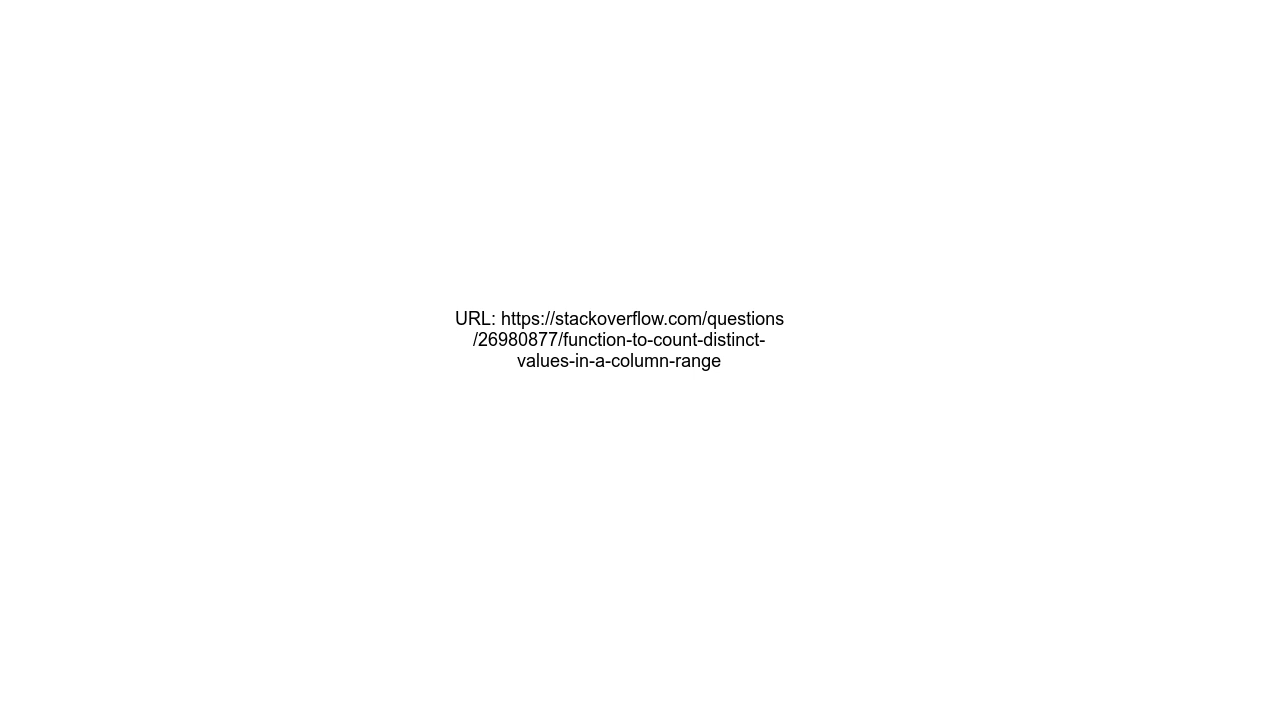 URL: https://stackoverflow.com/questions
/26980877/function-to-count-distinct-
values-in-a-column-range